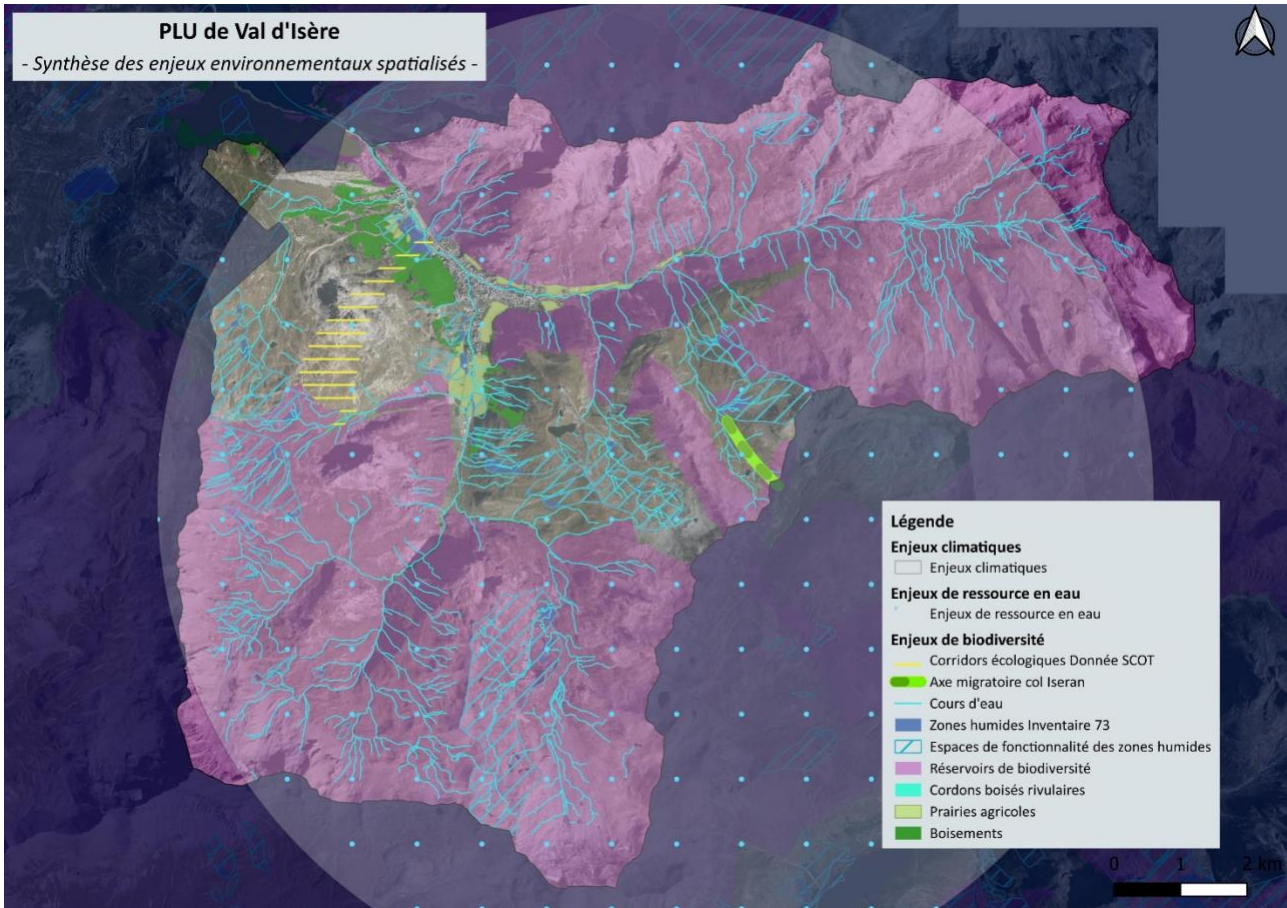 PLU de Val d'Isère
- Synthèse des enjeux environnementaux spatialisés -
Légende
Enjeux climatiques
Enjeux climatiques
Enjeux de ressource en eau
Enjeux de ressource en eau
Enjeux de biodiversité
Corridors écologiques Donnée SCOT
Axe migratoire col Iseran
Cours d'eau
Zones humides Inventaire 73
Espaces de fonctionnalité des zones humides
Réservoirs de biodiversité
Cordons boisés rivulaires
Prairies agricoles
Boisements
0 1 2 km